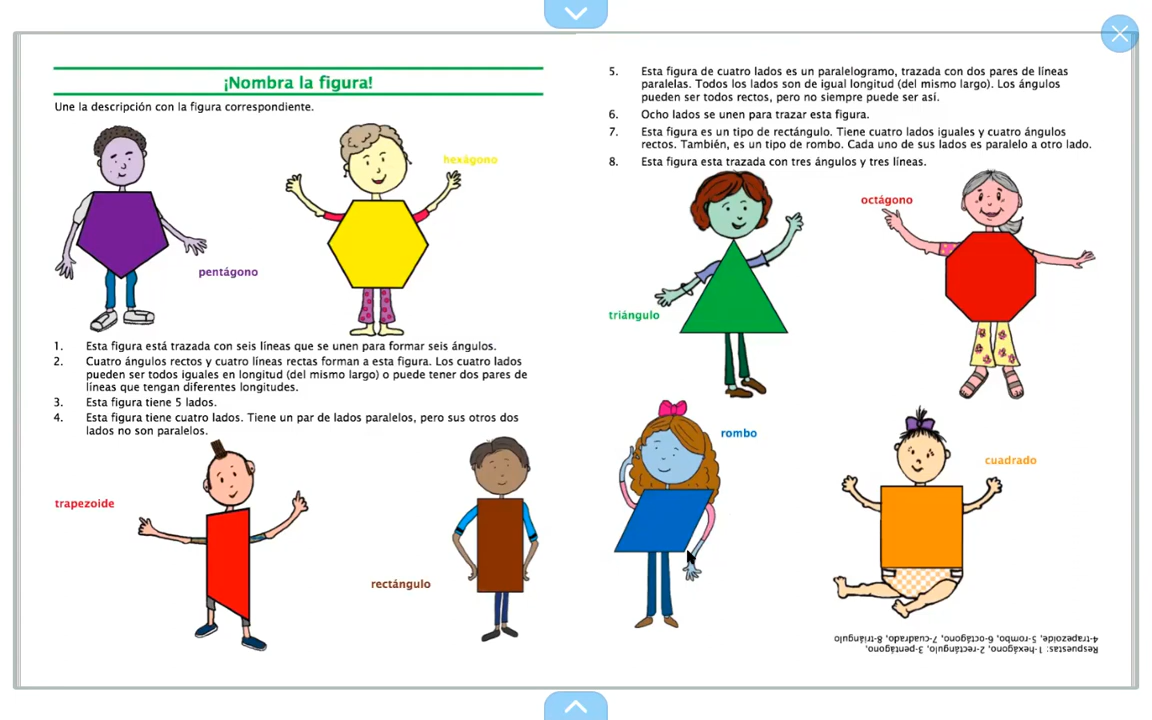 ¡Nombra la figura!
Une la descripción con la figura correspondiente.
hexágono
pentágono
1. Esta figura está trazada con seis líneas que se unen para formar seis ángulos.
2. Cuatro ángulos rectos y cuatro líneas rectas forman a esta figura. Los cuatro lados
pueden ser todos iguales en longitud (del mismo largo) o puede tener dos pares de
líneas que tengan diferentes longitudes.
3. Esta figura tiene 5 lados.
4. Esta figura tiene cuatro lados. Tiene un par de lados paralelos, pero sus otros dos
lados no son paralelos.
trapezoide
rectángulo
5. Esta figura de cuatro lados es un paralelogramo, trazada con dos pares de líneas
paralelas. Todos los lados son de igual longitud (del mismo largo). Los ángulos
pueden ser todos rectos, pero no siempre puede ser así.
6. Ocho lados se unen para trazar esta figura.
7. Esta figura es un tipo de rectángulo. Tiene cuatro lados iguales y cuatro ángulos
rectos. También, es un tipo de rombo. Cada uno de sus lados es paralelo a otro lado.
8. Esta figura esta trazada con tres ángulos y tres líneas.
octágono
triángulo
rombo
cuadrado
Respuestas: 1-hexágono, 2-rectángulo, 3-pentágono,
4-trapezoide, 5-rombo, 6-octágono, 7-cuadrado, 8-triángulo